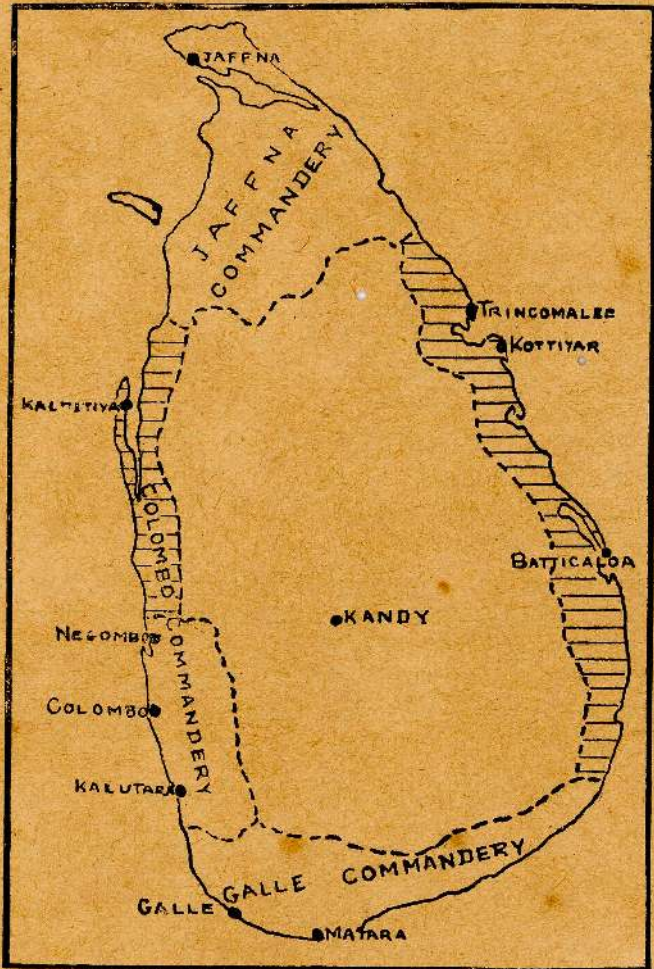 JAFFNA
JAFFNA
COMMANDERY
TRINCOMALEE
KOTTIYAR
KALPITIYA
COLOMBO COMMANDERY
BATTICALOA
KANDY
NEGOMBO
COLOMBO
KALUTARA
GALLE COMMANDERY
GALLE
MATARA